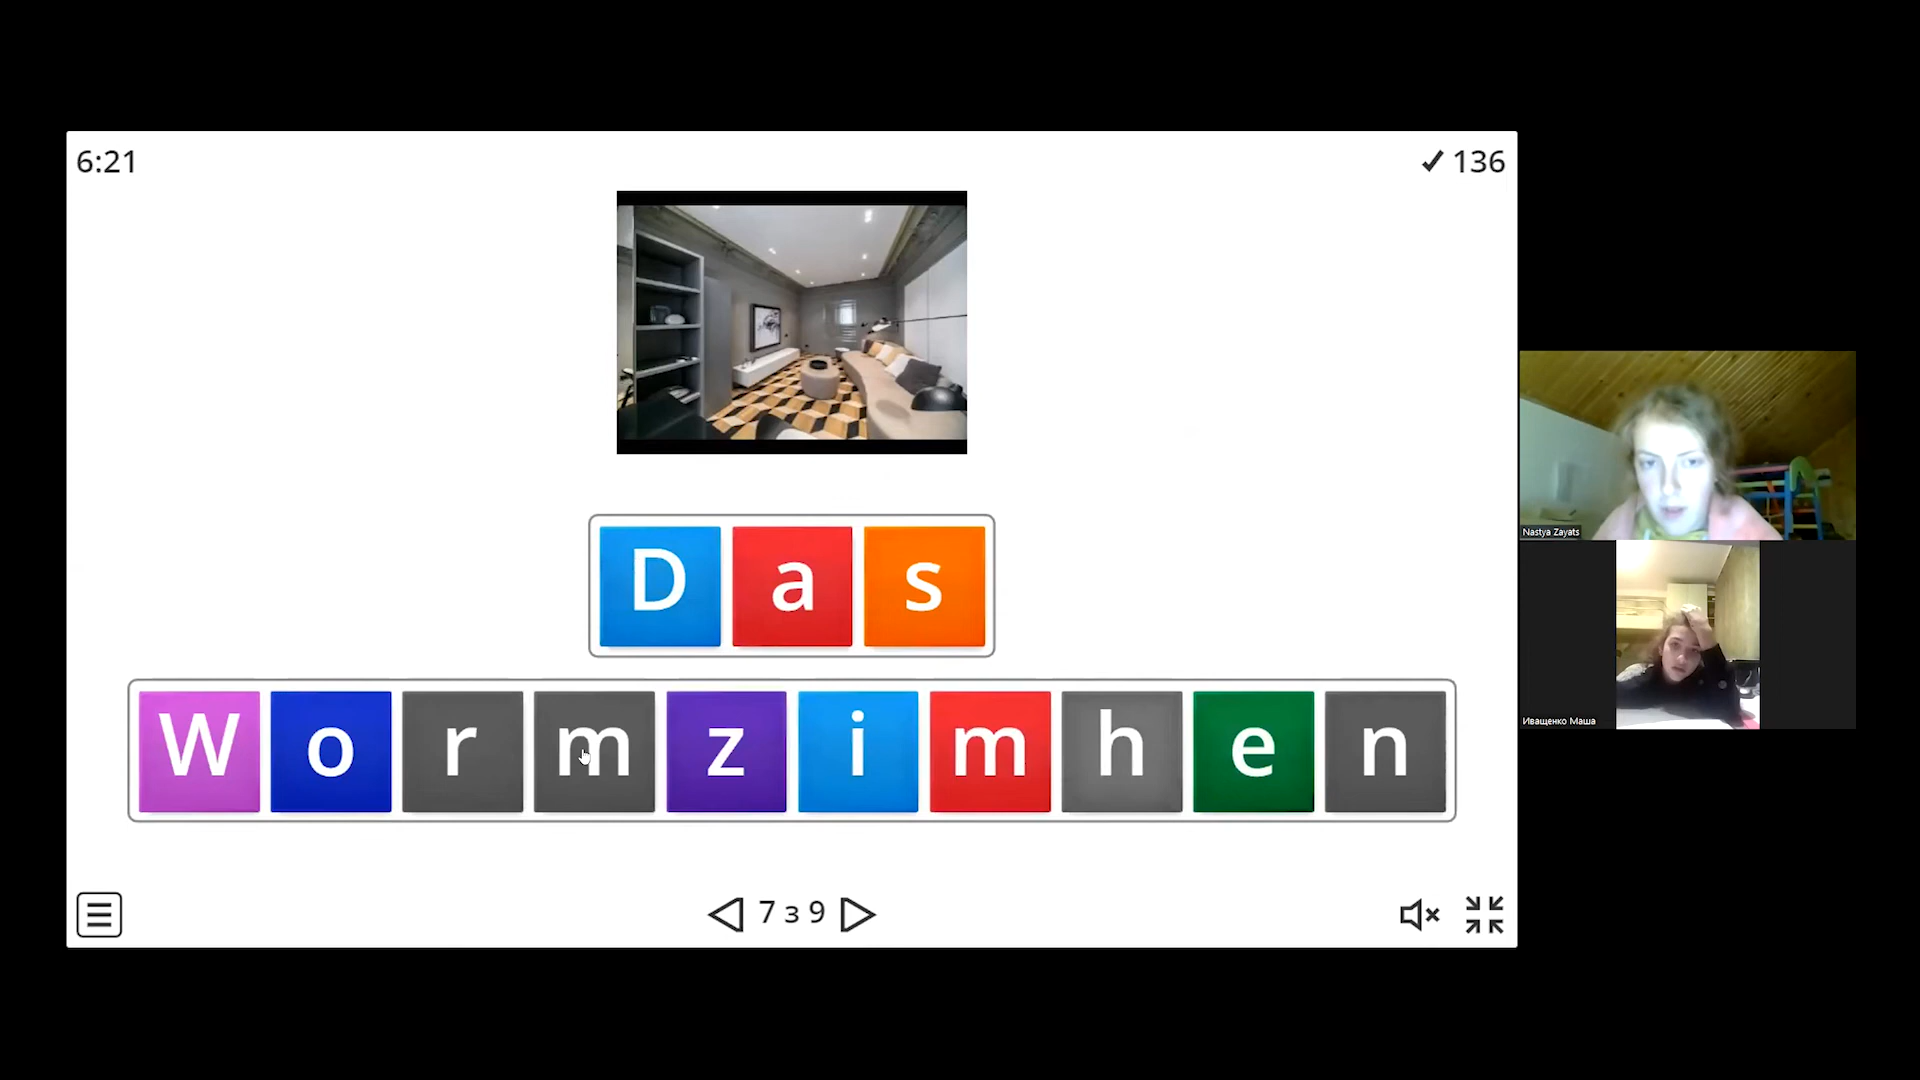 6:21
✓ 136
Das
Wormzimhen
7 з 9
Nastya Zayats
Иващенко Маша